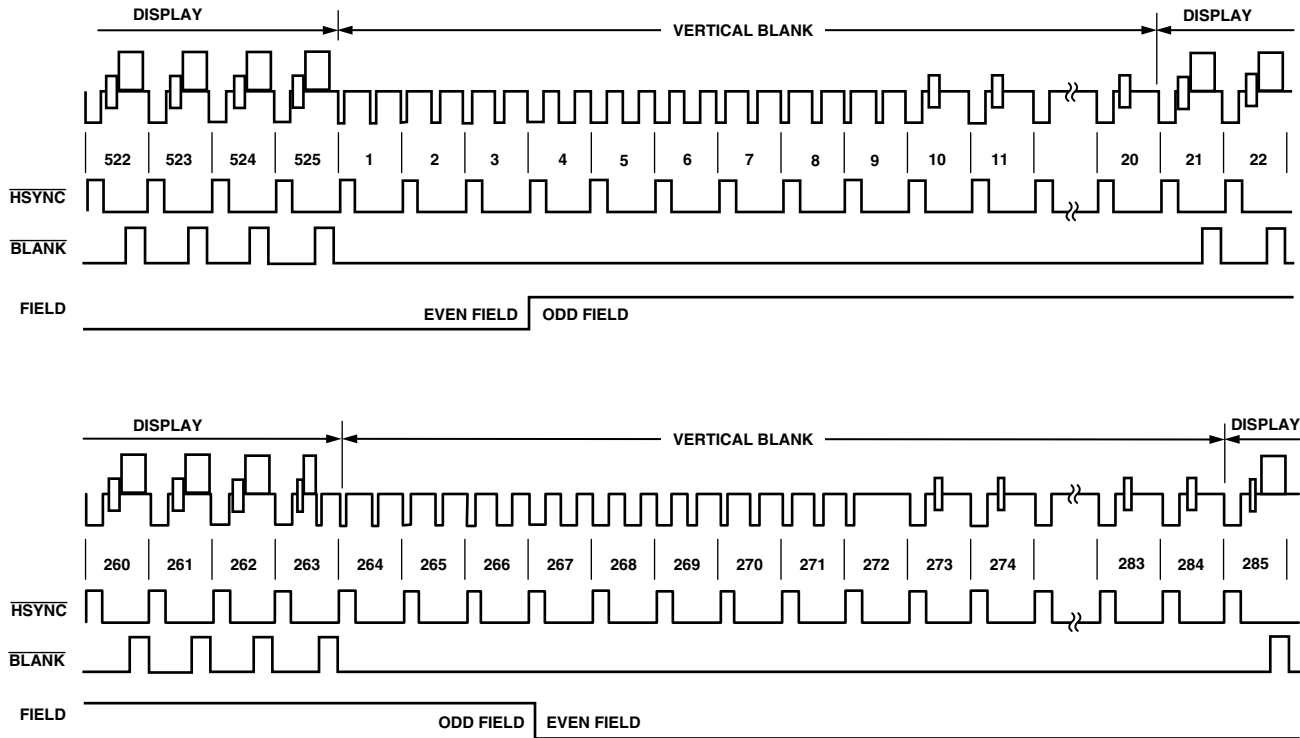 DISPLAY VERTICAL BLANK DISPLAY
522 523 524 525 1 2 3 4 5 6 7 8 9 10 11 20 21 22
HSYNC
BLANK
FIELD EVEN FIELD ODD FIELD
DISPLAY VERTICAL BLANK DISPLAY
260 261 262 263 264 265 266 267 268 269 270 271 272 273 274 283 284 285
HSYNC
BLANK
FIELD ODD FIELD EVEN FIELD